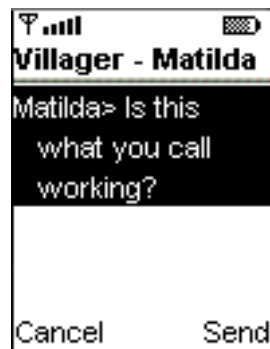 Villager - Matilda
Matilda> Is this
what you call
working?
Cancel Send